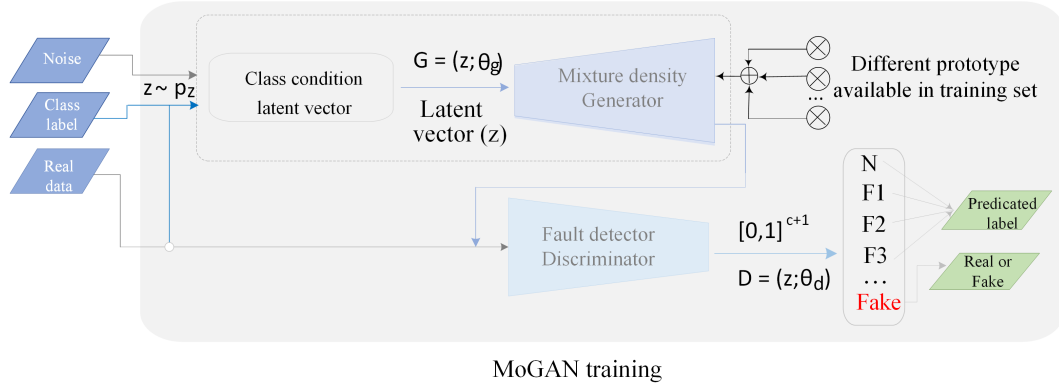 Noise
Class
label
Real
data
z~ pz
Class condition
latent vector
G = (z;θg)
Latent
vector (z)
Mixture density
Generator
...
Different prototype
available in training set
Fault detector
Discriminator
[0,1]^c+1
D = (z;θd)
N
F1
F2
F3
...
Fake
Predicated
label
Real or
Fake
MoGAN training